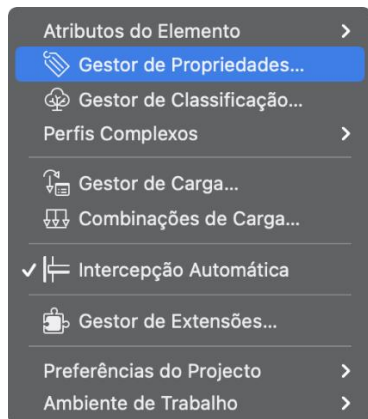 Atributos do Elemento
Gestor de Propriedades...
Gestor de Classificação...
Perfis Complexos
Gestor de Carga...
Combinações de Carga...
Intercepção Automática
Gestor de Extensões...
Preferências do Projecto
Ambiente de Trabalho